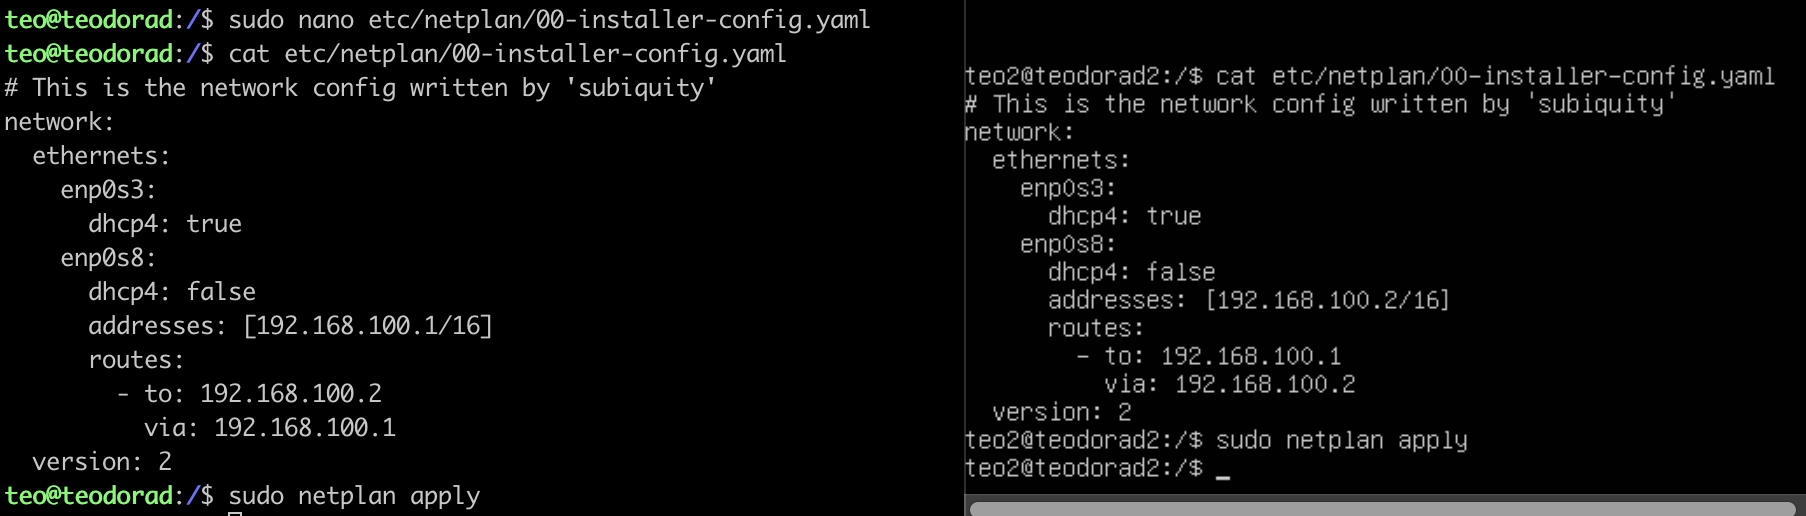 teo@teodorad:/$ sudo nano etc/netplan/00-installer-config.yaml
teo@teodorad:/$ cat etc/netplan/00-installer-config.yaml
# This is the network config written by 'subiquity'
network:
  ethernets:
    enp0s3:
      dhcp4: true
    enp0s8:
      dhcp4: false
      addresses: [192.168.100.1/16]
      routes:
        - to: 192.168.100.2
          via: 192.168.100.1
  version: 2
teo@teodorad:/$ sudo netplan apply
teo2@teodorad2:/$ cat etc/netplan/00-installer-config.yaml
# This is the network config written by 'subiquity'
network:
  ethernets:
    enp0s3:
      dhcp4: true
    enp0s8:
      dhcp4: false
      addresses: [192.168.100.2/16]
      routes:
        - to: 192.168.100.1
          via: 192.168.100.2
  version: 2
teo2@teodorad2:/$ sudo netplan apply
teo2@teodorad2:/$ _